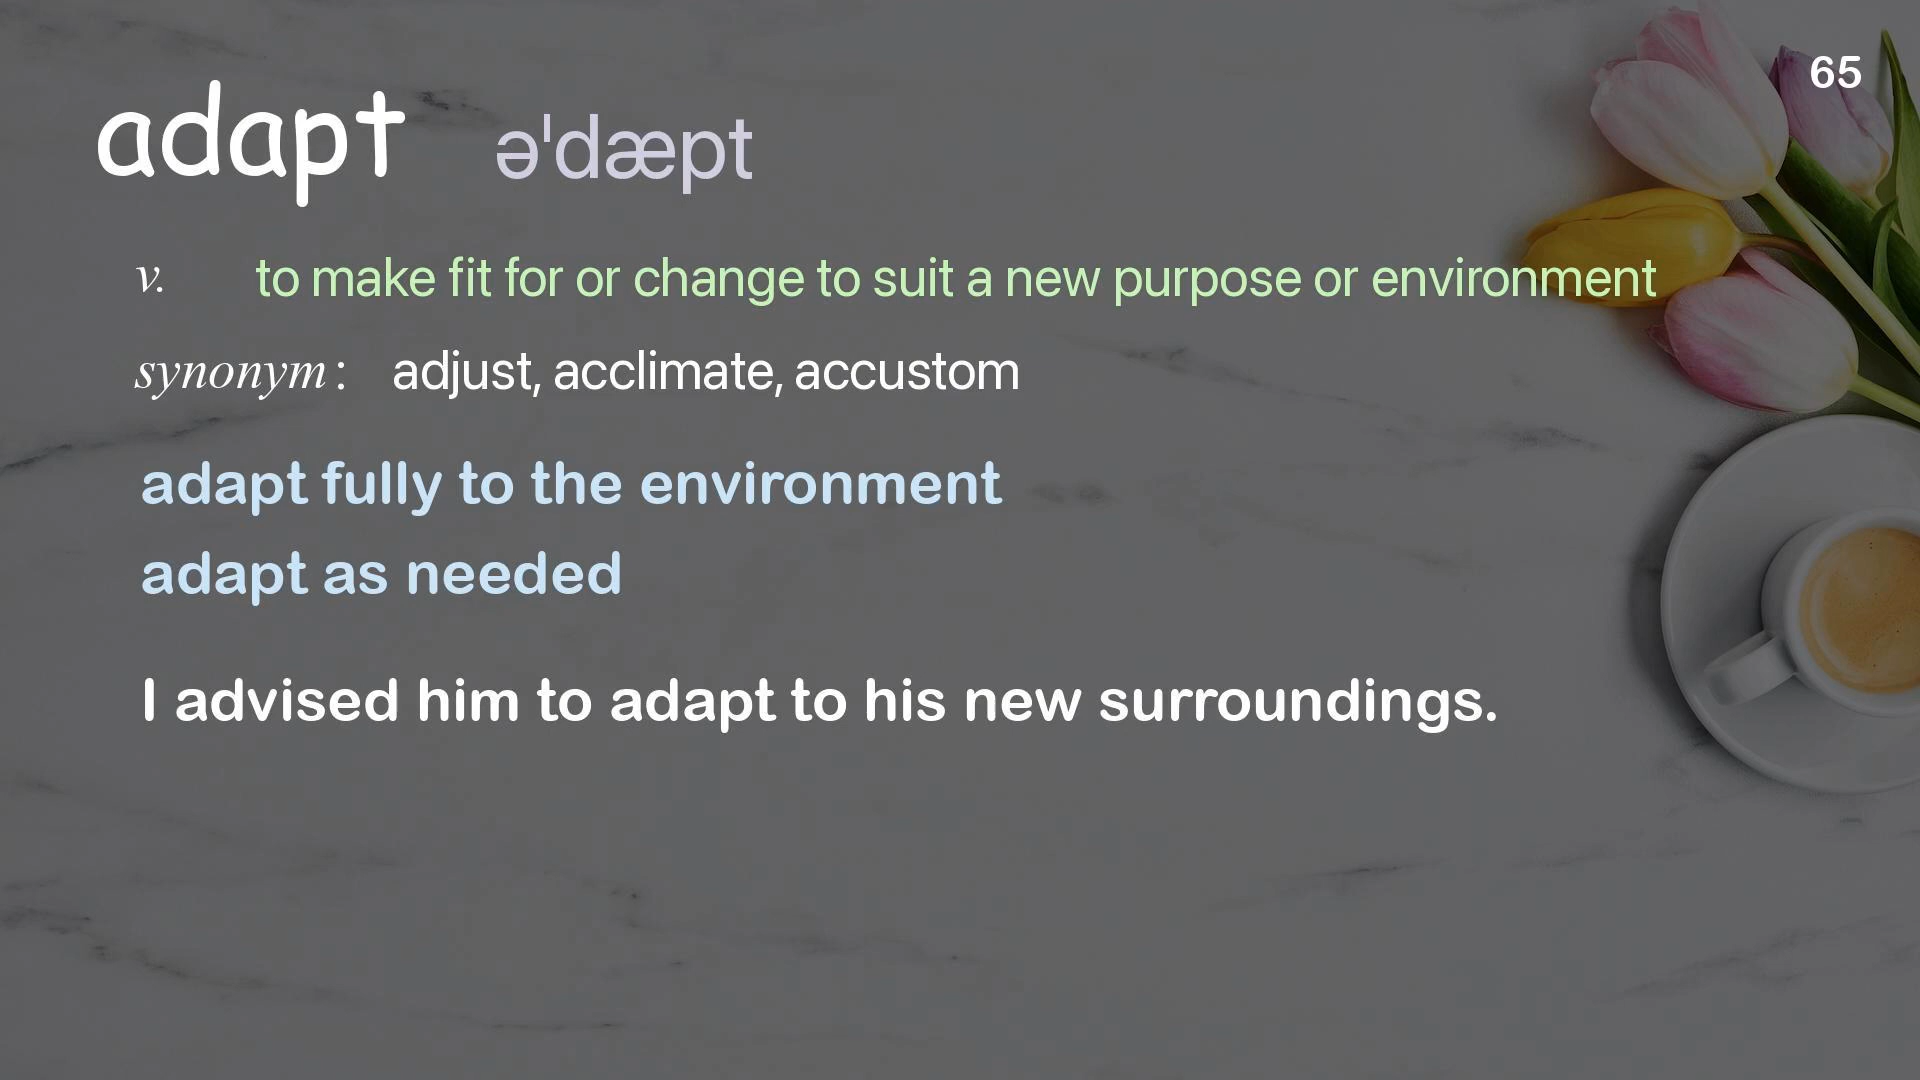 65
adapt əˈdæpt
v. to make fit for or change to suit a new purpose or environment
synonym : adjust, acclimate, accustom
adapt fully to the environment
adapt as needed
I advised him to adapt to his new surroundings.